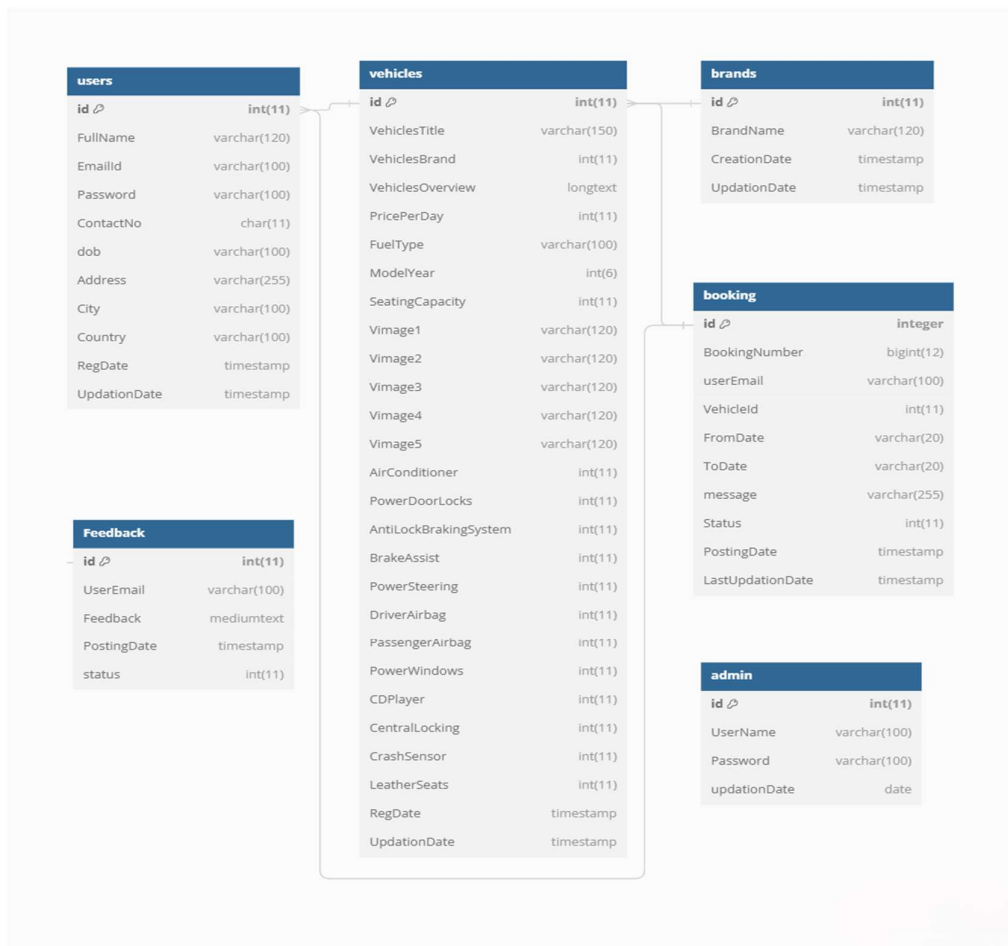 users
id int(11)
FullName varchar(120)
EmailId varchar(100)
Password varchar(100)
ContactNo char(11)
dob varchar(100)
Address varchar(255)
City varchar(100)
Country varchar(100)
RegDate timestamp
UpdationDate timestamp
vehicles
id int(11)
VehiclesTitle varchar(150)
VehiclesBrand int(11)
VehiclesOverview longtext
PricePerDay int(11)
FuelType varchar(100)
ModelYear int(6)
SeatingCapacity int(11)
Vimage1 varchar(120)
Vimage2 varchar(120)
Vimage3 varchar(120)
Vimage4 varchar(120)
Vimage5 varchar(120)
AirConditioner int(11)
PowerDoorLocks int(11)
AntiLockBrakingSystem int(11)
BrakeAssist int(11)
PowerSteering int(11)
DriverAirbag int(11)
PassengerAirbag int(11)
PowerWindows int(11)
CDPlayer int(11)
CentralLocking int(11)
CrashSensor int(11)
LeatherSeats int(11)
RegDate timestamp
UpdationDate timestamp
brands
id int(11)
BrandName varchar(120)
CreationDate timestamp
UpdationDate timestamp
booking
id integer
BookingNumber bigint(12)
userEmail varchar(100)
VehicleId int(11)
FromDate varchar(20)
ToDate varchar(20)
message varchar(255)
Status int(11)
PostingDate timestamp
LastUpdationDate timestamp
Feedback
id int(11)
UserEmail varchar(100)
Feedback mediumtext
PostingDate timestamp
status int(11)
admin
id int(11)
UserName varchar(100)
Password varchar(100)
updationDate date